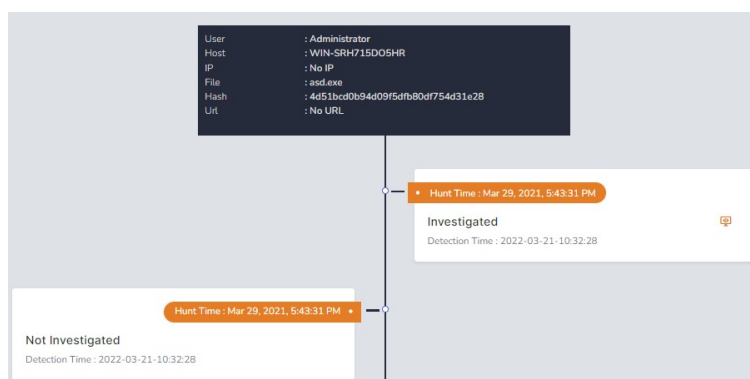 User : Administrator
Host : WIN-SRH715DO5HR
IP : No IP
File : asd.exe
Hash : 4d51bcd0b94d09f5dfb80df754d31e28
Url : No URL
Hunt Time : Mar 29, 2021, 5:43:31 PM
Investigated
Detection Time : 2022-03-21-10:32:28
Hunt Time : Mar 29, 2021, 5:43:31 PM
Not Investigated
Detection Time : 2022-03-21-10:32:28